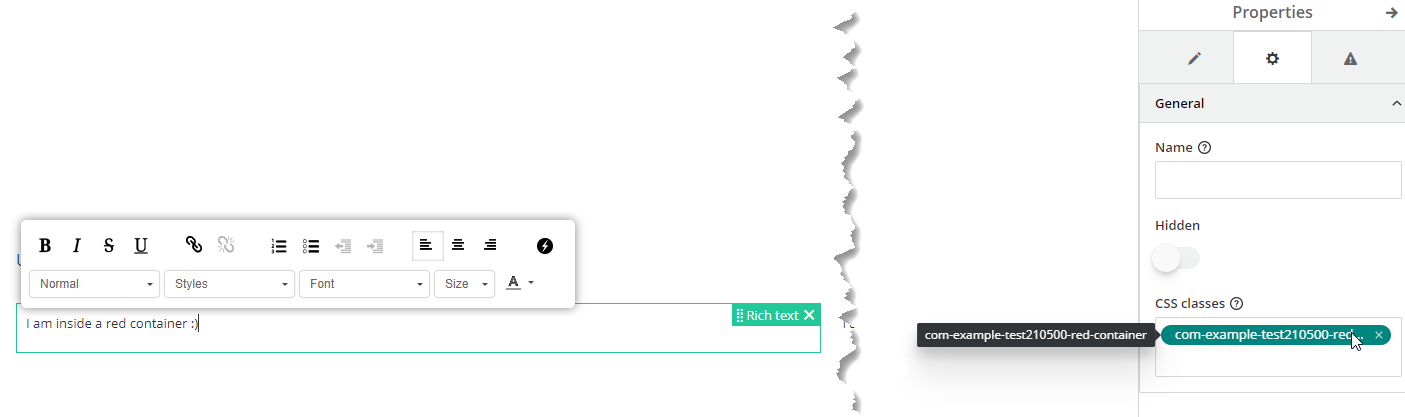 Properties
General
Name
Hidden
CSS classes
com-example-test210500-red-container
com-example-test210500-red...
B I S U
Normal Styles Font Size A
Rich text
I am inside a red container :)